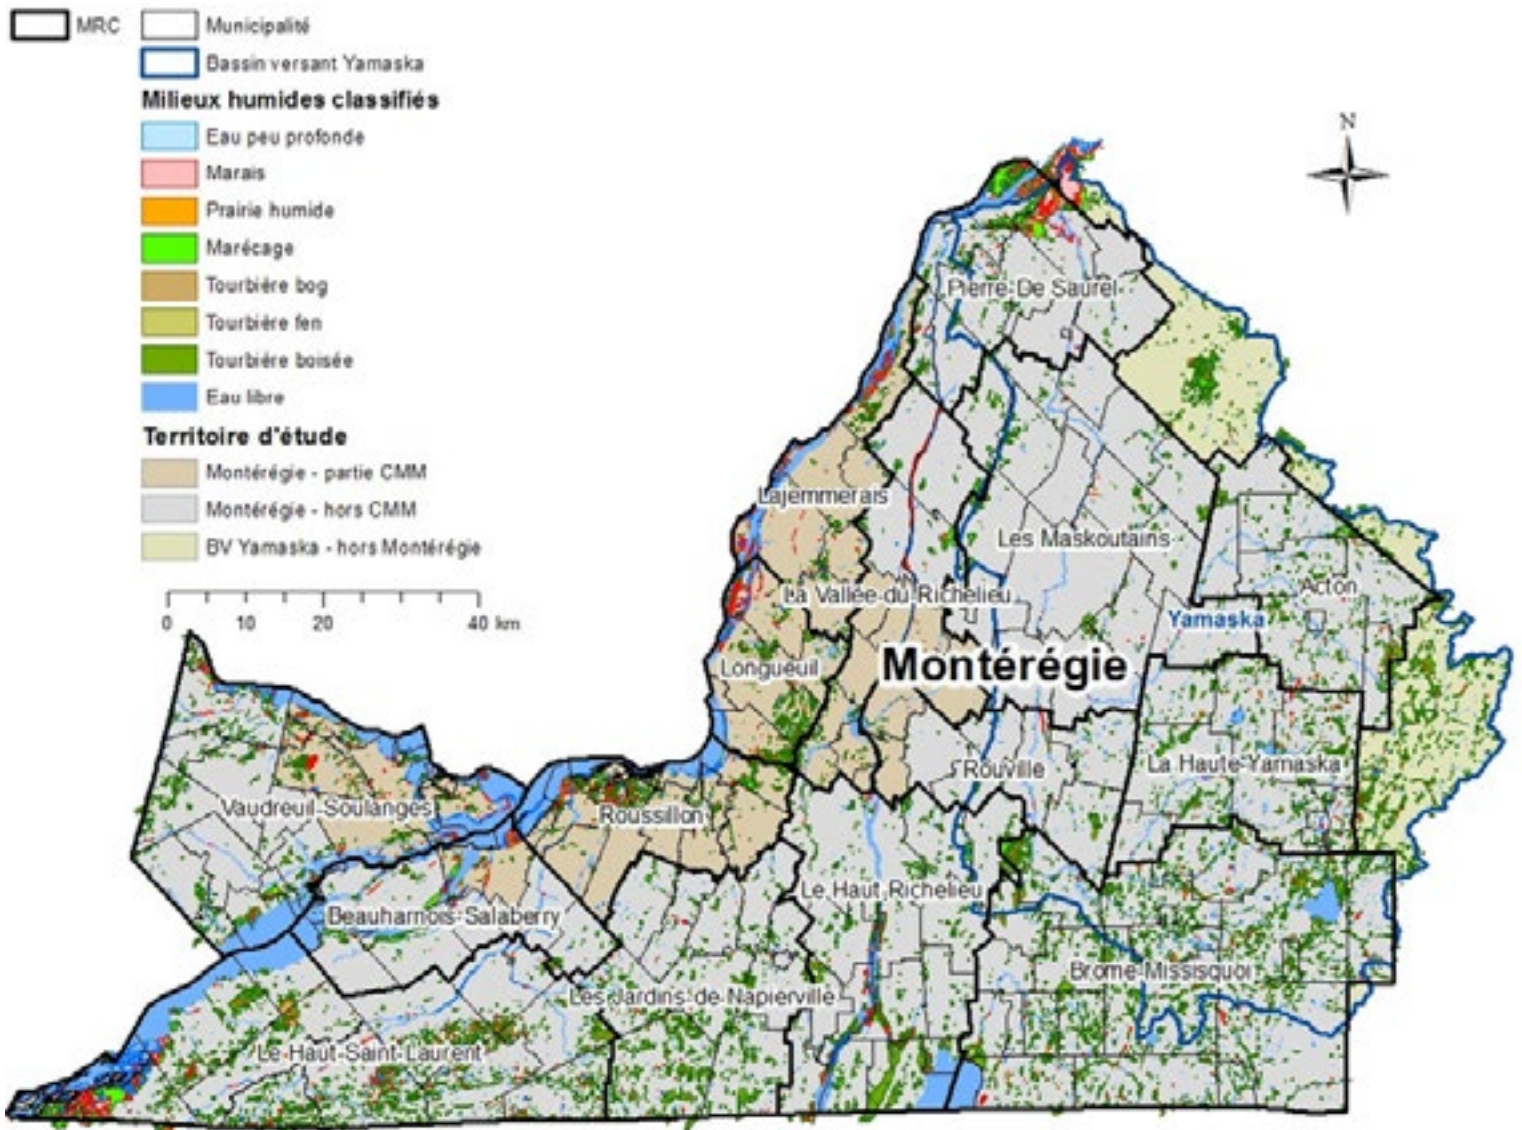 MRC
Municipalité
Bassin versant Yamaska
Milieux humides classifiés
Eau peu profonde
Marais
Prairie humide
Marécage
Tourbière bog
Tourbière fen
Tourbière boisée
Eau libre
Territoire d'étude
Montérégie - partie CMM
Montérégie - hors CMM
BV Yamaska - hors Montérégie
0 10 20 40 km
N
Pierre-De Saurel
Lajemmerais
Les Maskoutains
La Vallée-du-Richelieu
Acton
Yamaska
Longueuil
Montérégie
Rouville
La Haute-Yamaska
Vaudreuil-Soulanges
Roussillon
Le Haut-Richelieu
Beauharnois-Salaberry
Brome-Missisquoi
Les Jardins-de-Napierville
Le Haut-Saint-Laurent